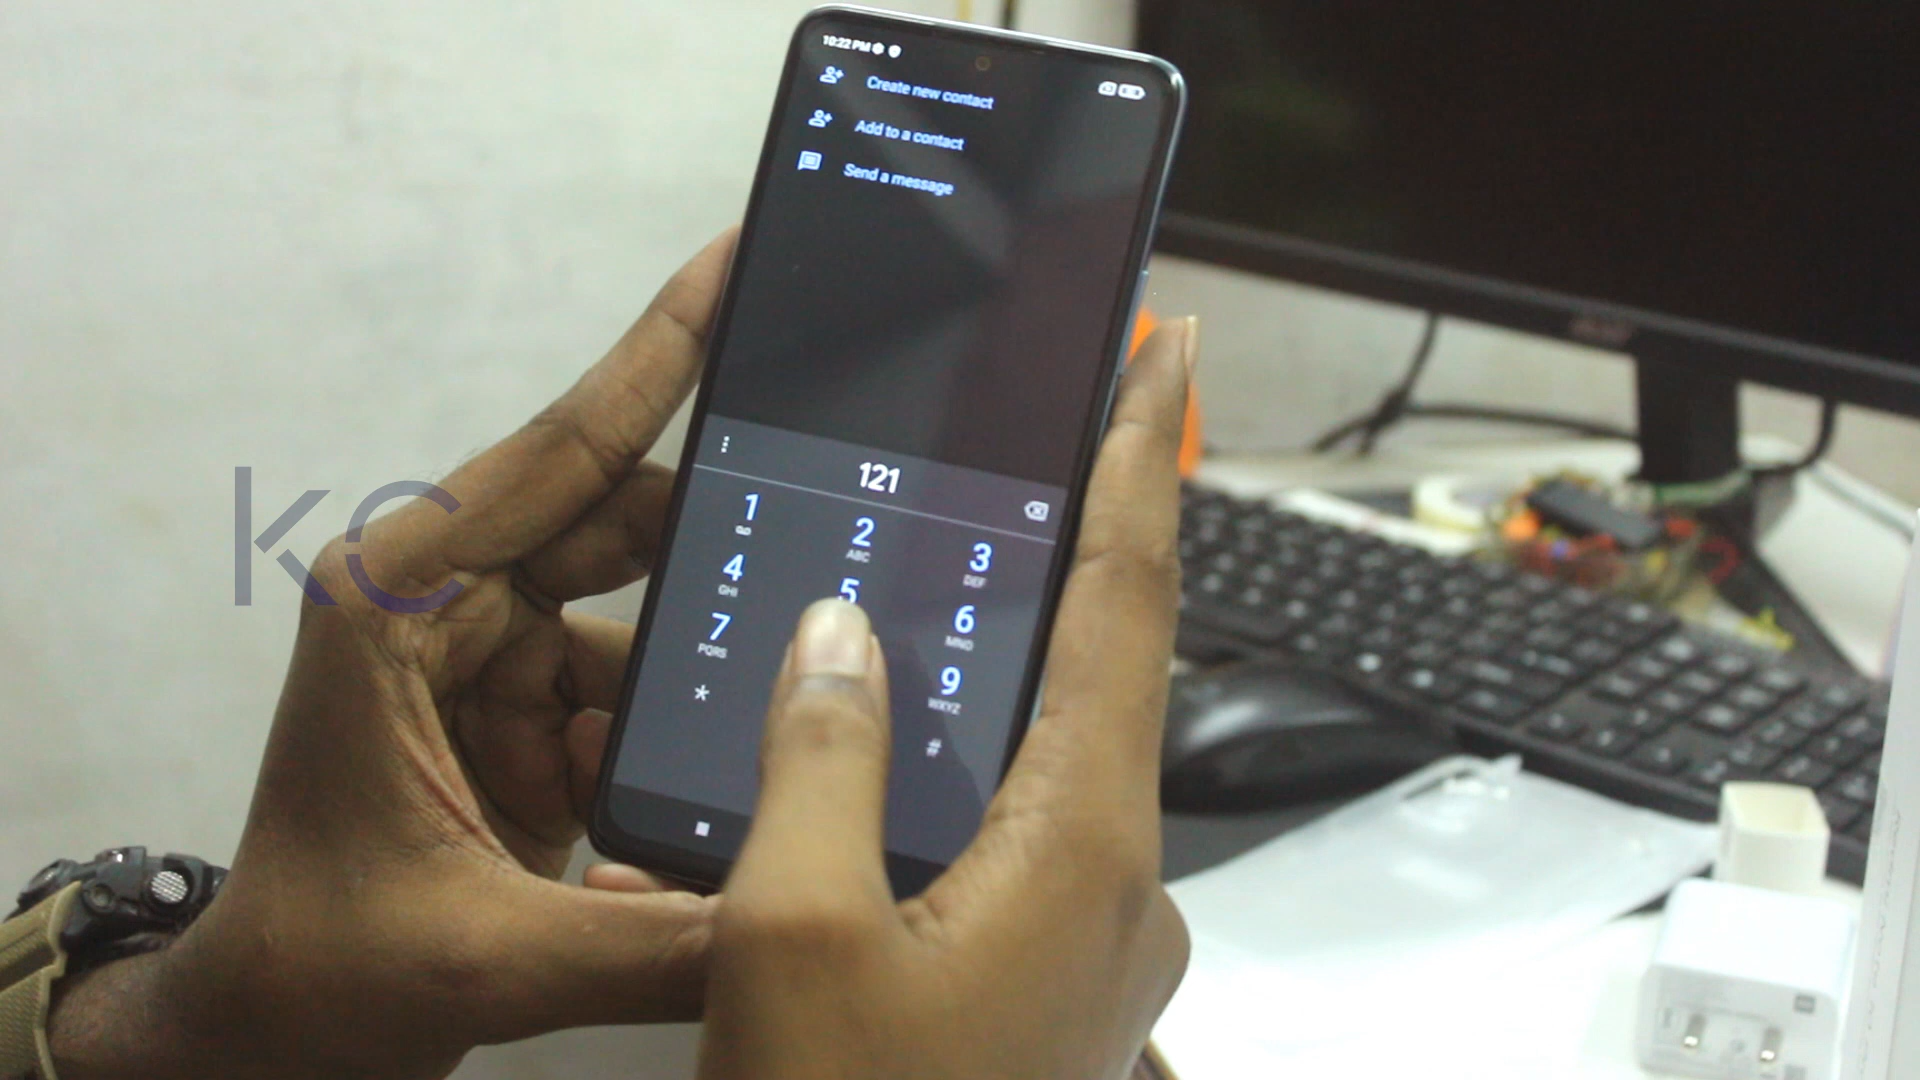 10:22 PM
Create new contact
Add to a contact
Send a message
121
1
2
ABC
3
DEF
4
GHI
5
6
MNO
7
PQRS
9
WXYZ
*
#
KC